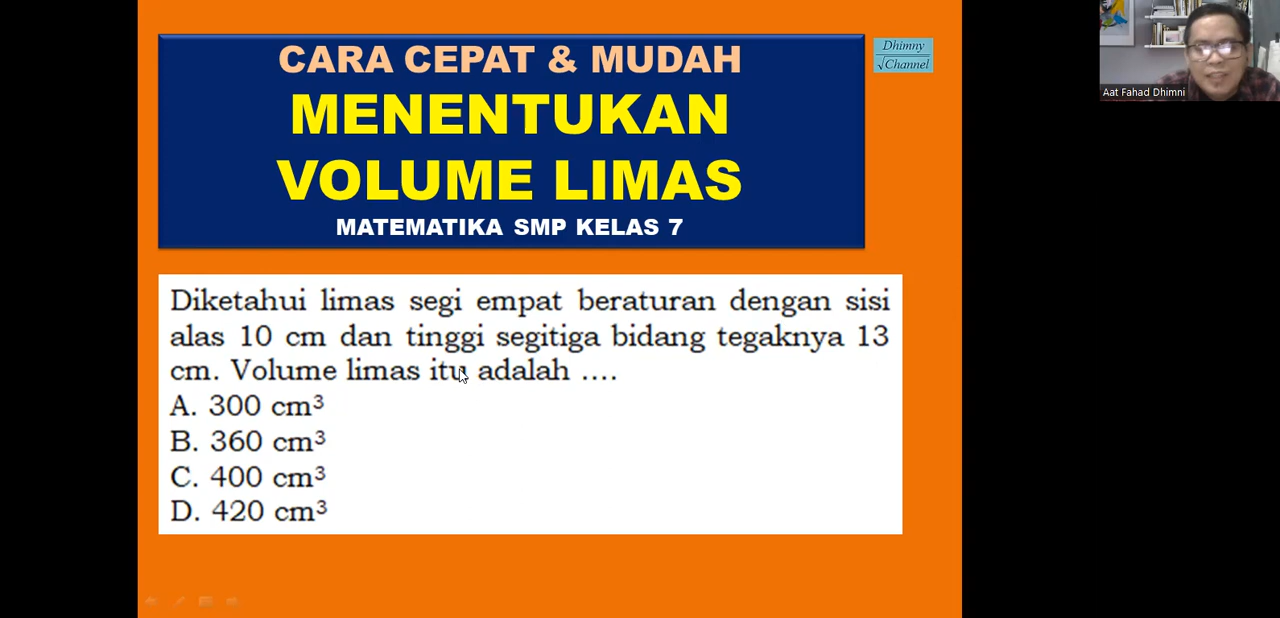 CARA CEPAT & MUDAH
MENENTUKAN
VOLUME LIMAS
MATEMATIKA SMP KELAS 7
Dhimny
√Channel
Aat Fahad Dhimni
Diketahui limas segi empat beraturan dengan sisi
alas 10 cm dan tinggi segitiga bidang tegaknya 13
cm. Volume limas itu adalah ....
A. 300 cm³
B. 360 cm³
C. 400 cm³
D. 420 cm³